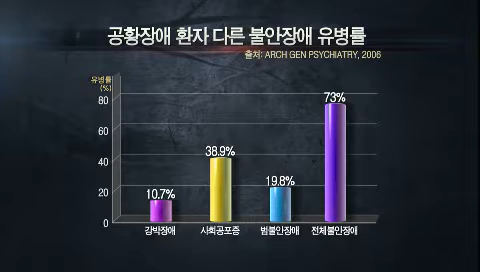 공황장애 환자 다른 불안장애 유병률
출처: ARCH GEN PSYCHIATRY, 2006
유병률
(%)
80
60
40
20
0
10.7%
38.9%
19.8%
73%
강박장애
사회공포증
범불안장애
전체불안장애